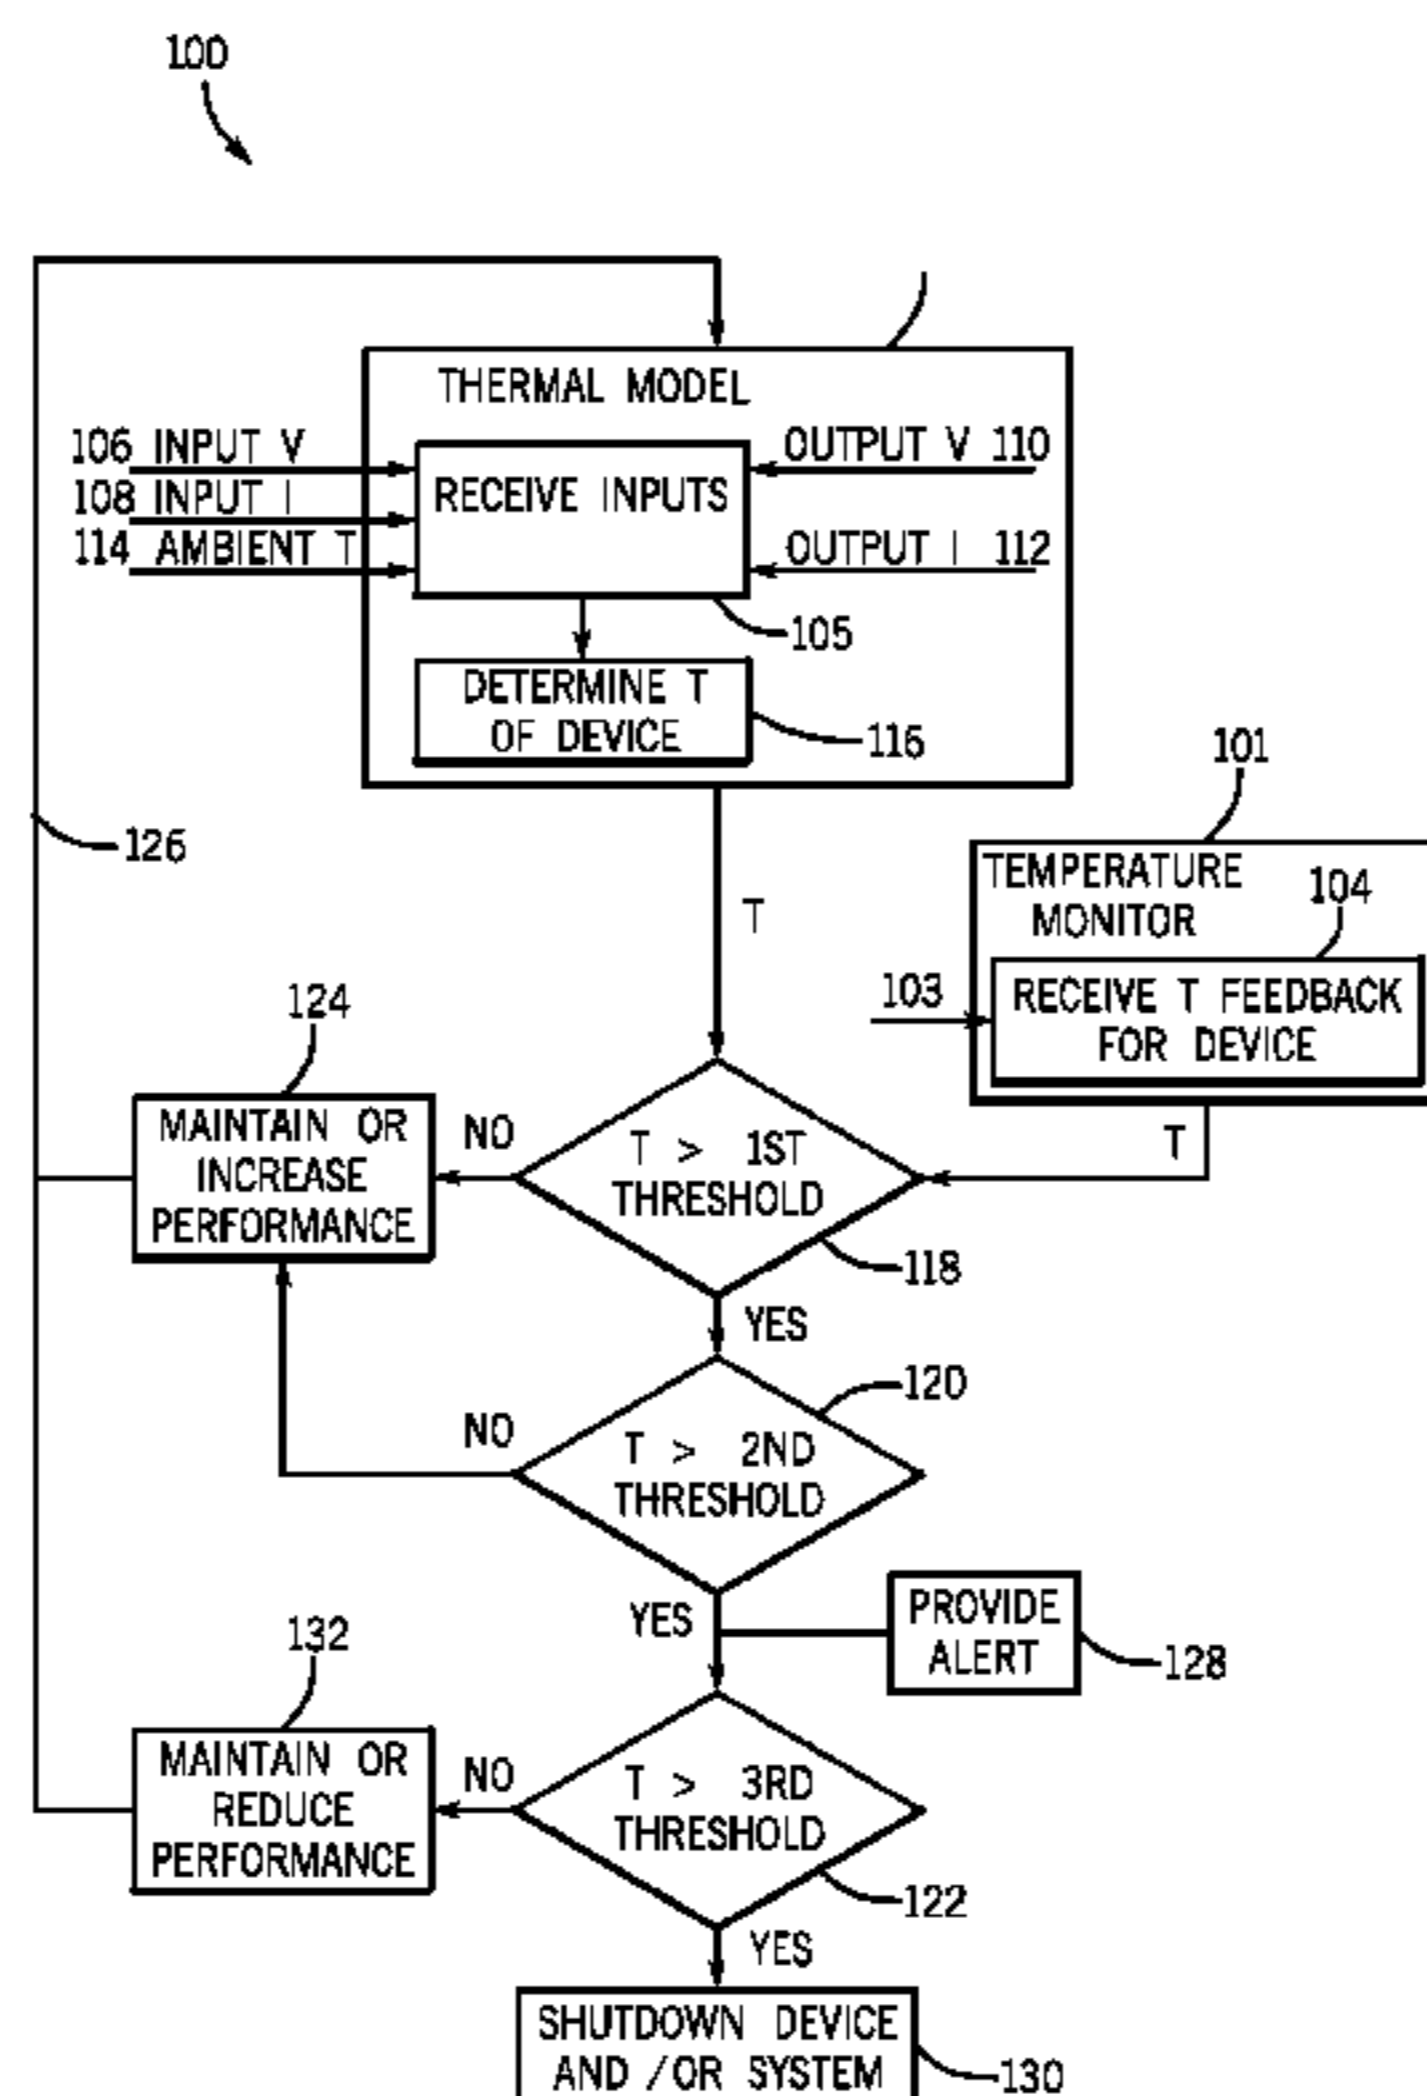 100
THERMAL MODEL
106 INPUT V
108 INPUT I
114 AMBIENT T
RECEIVE INPUTS
OUTPUT V 110
OUTPUT I 112
105
DETERMINE T
OF DEVICE
116
126
T
101
TEMPERATURE
MONITOR
104
103
RECEIVE T FEEDBACK
FOR DEVICE
T
124
MAINTAIN OR
INCREASE
PERFORMANCE
NO
T > 1ST
THRESHOLD
118
YES
120
NO
T > 2ND
THRESHOLD
YES
PROVIDE
ALERT
128
132
MAINTAIN OR
REDUCE
PERFORMANCE
NO
T > 3RD
THRESHOLD
122
YES
SHUTDOWN DEVICE
AND /OR SYSTEM
130